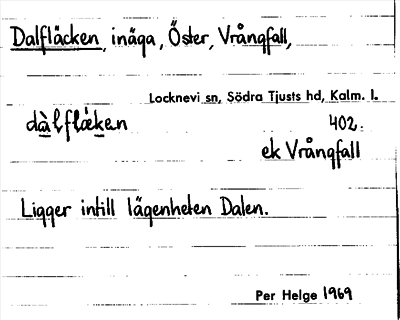 Dalfläcken, inäga, Öster, Vrångfall,
Locknevi sn, Södra Tjusts hd, Kalm. l.
402.
ek Vrångfall
Ligger intill lägenheten Dalen.
Per Helge 1969